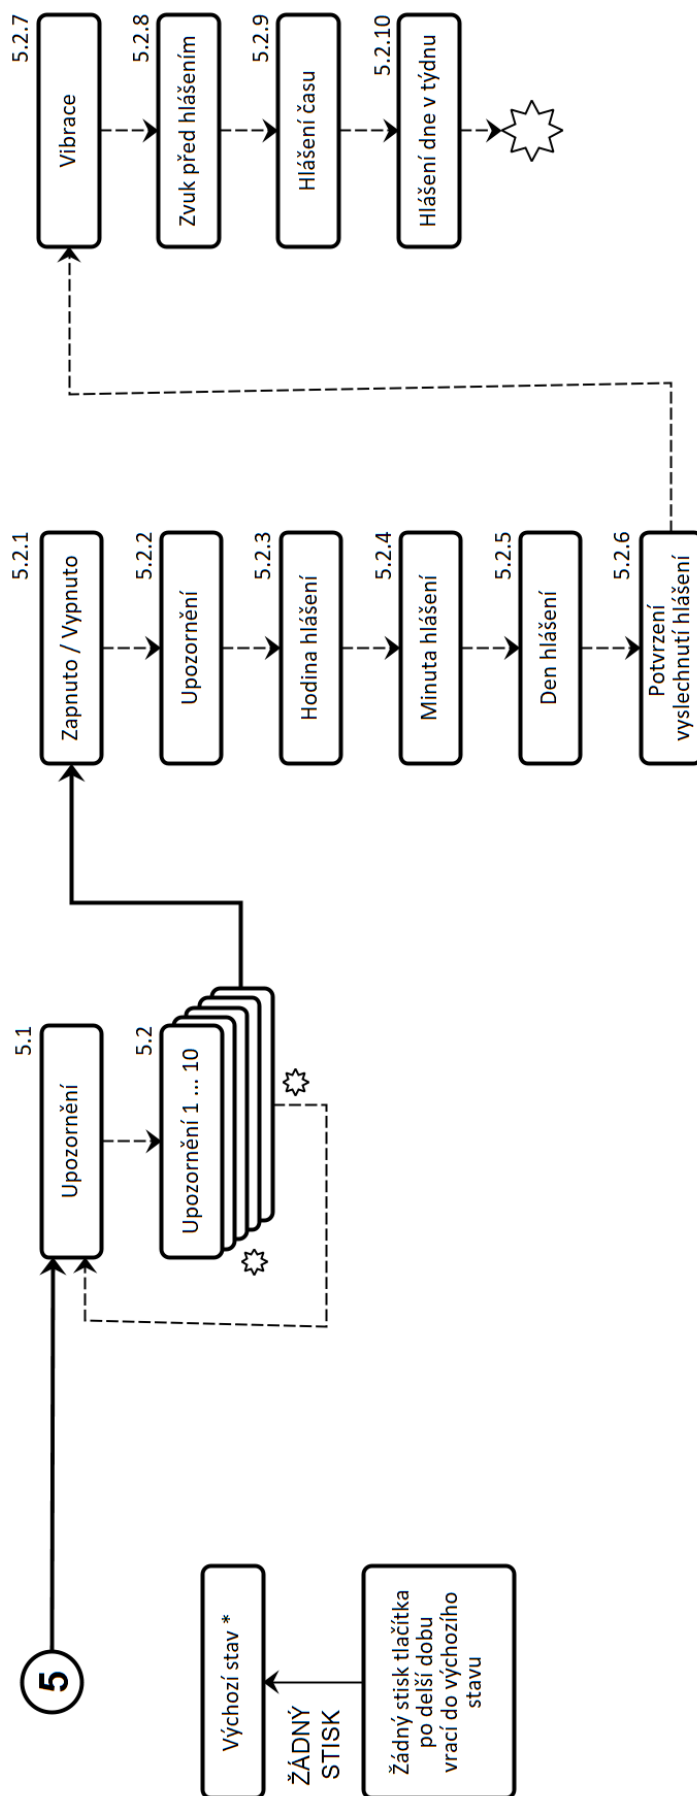 5
5.1
Upozornění
5.2
Upozornění 1 ... 10
5.2.1
Zapnuto / Vypnuto
5.2.2
Upozornění
5.2.3
Hodina hlášení
5.2.4
Minuta hlášení
5.2.5
Den hlášení
5.2.6
Potvrzení
vyslechnutí hlášení
5.2.7
Vibrace
5.2.8
Zvuk před hlášením
5.2.9
Hlášení času
5.2.10
Hlášení dne v týdnu
Výchozí stav *
ŽÁDNÝ
STISK
Žádný stisk tlačítka
po delší dobu
vrací do výchozího
stavu